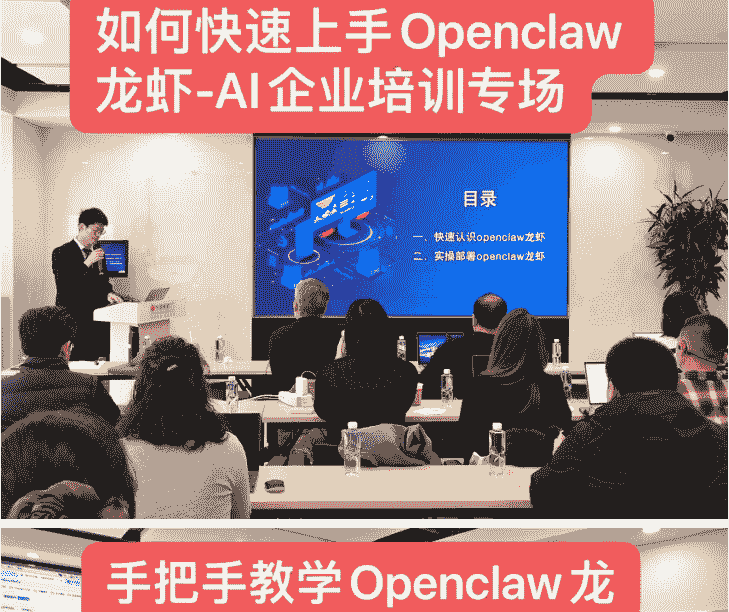 如何快速上手Openclaw
龙虾-AI企业培训专场
目录
一、快速认识openclaw龙虾
二、实操部署openclaw龙虾
手把手教学Openclaw龙